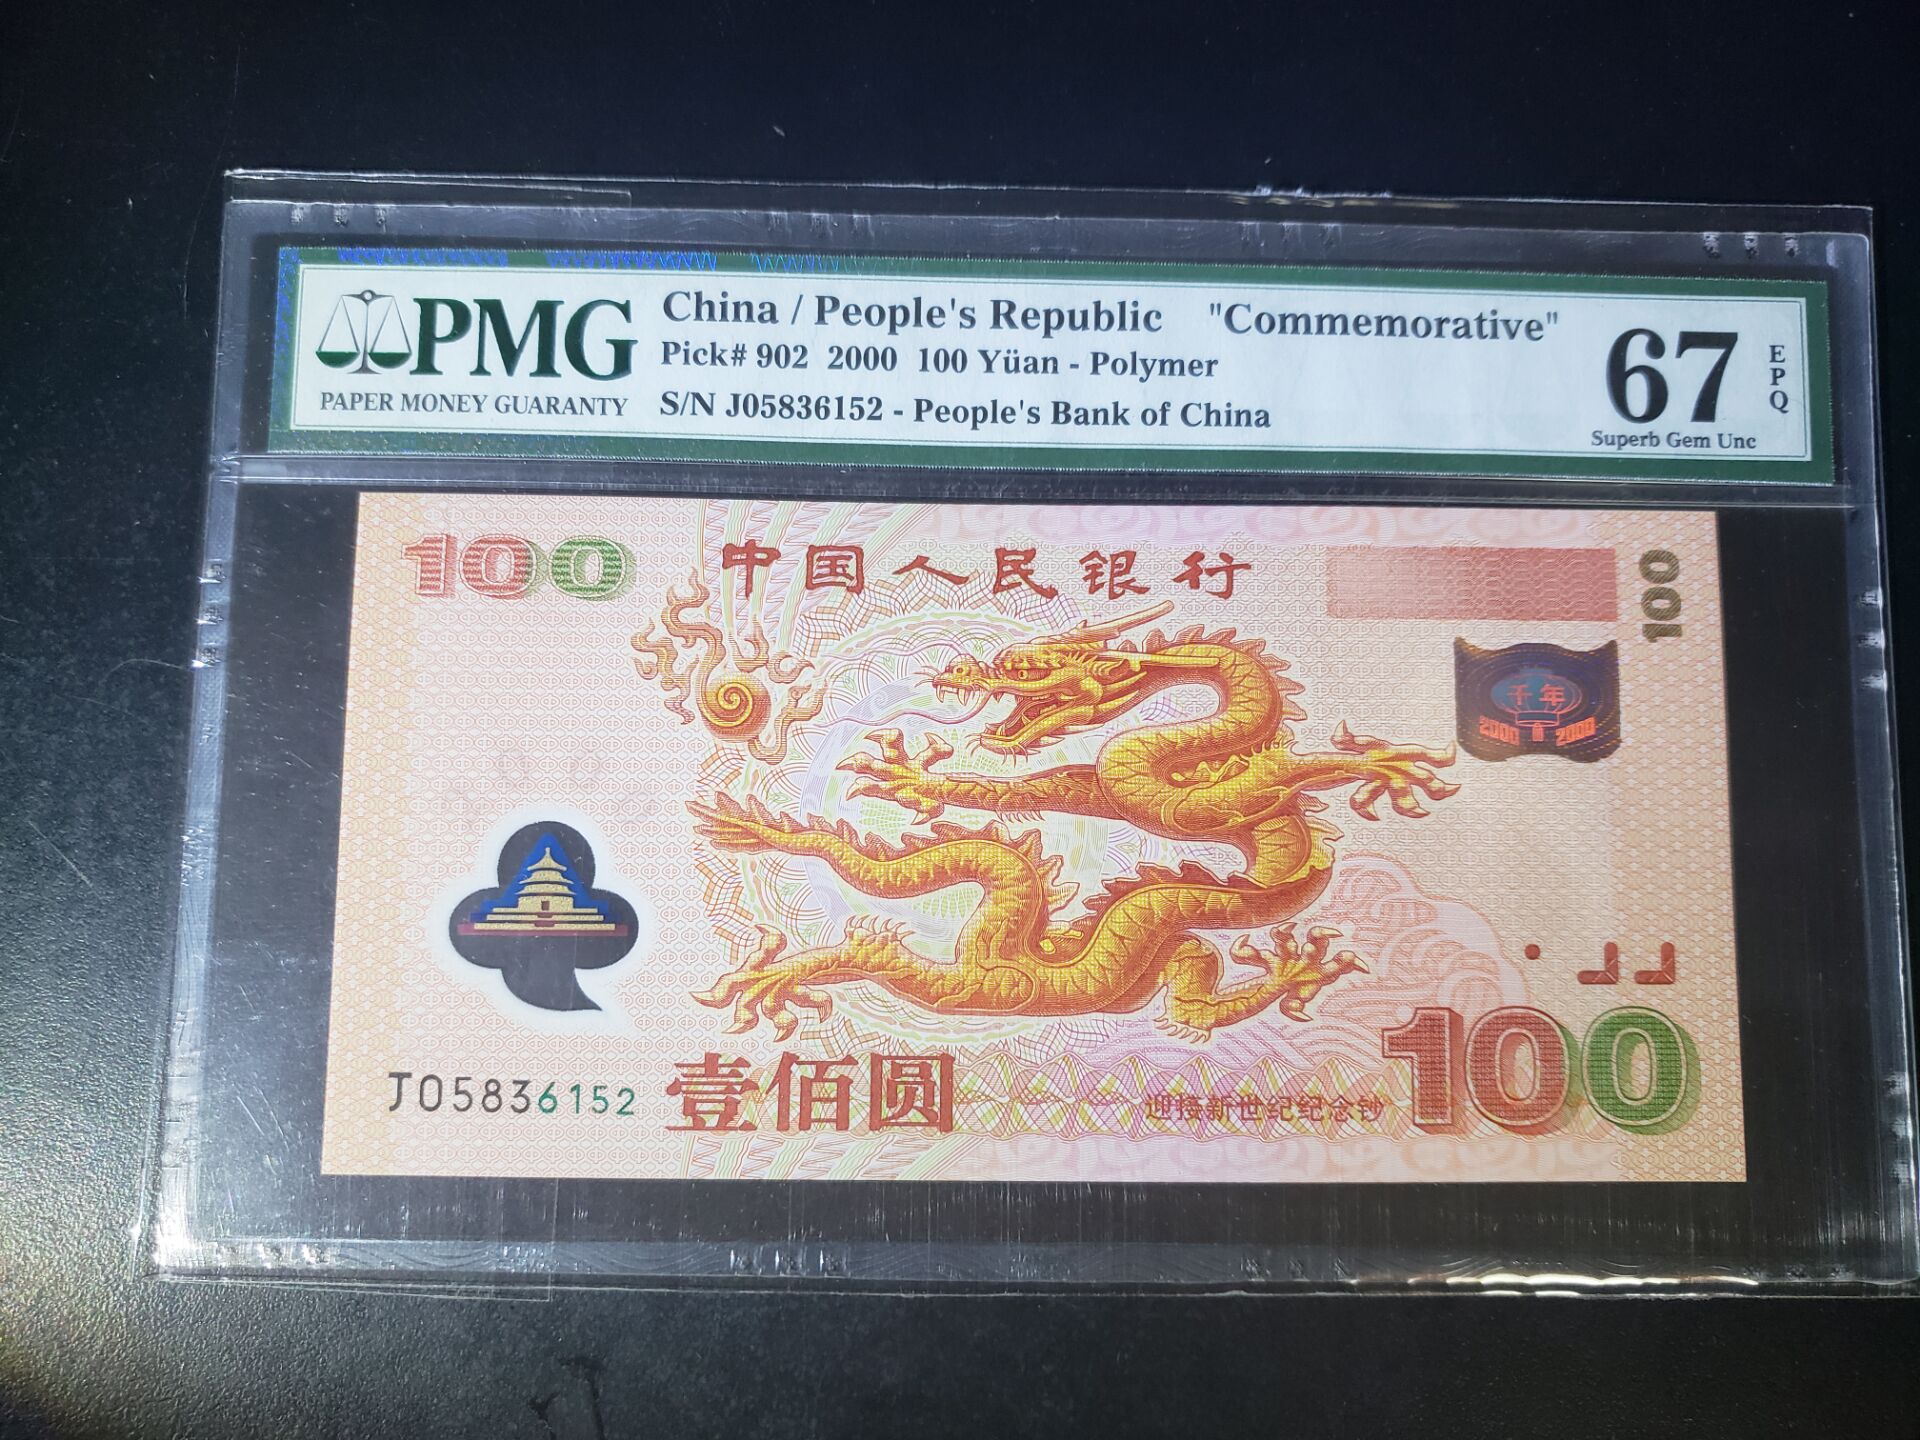 PMG
PAPER MONEY GUARANTY
China / People's Republic "Commemorative"
Pick# 902 2000 100 Yüan - Polymer
S/N J05836152 - People's Bank of China
67
EPQ
Superb Gem Unc
100
中国人民银行
100
千年
2000 2000
J05836152
壹佰圆
迎接新世纪纪念钞
100